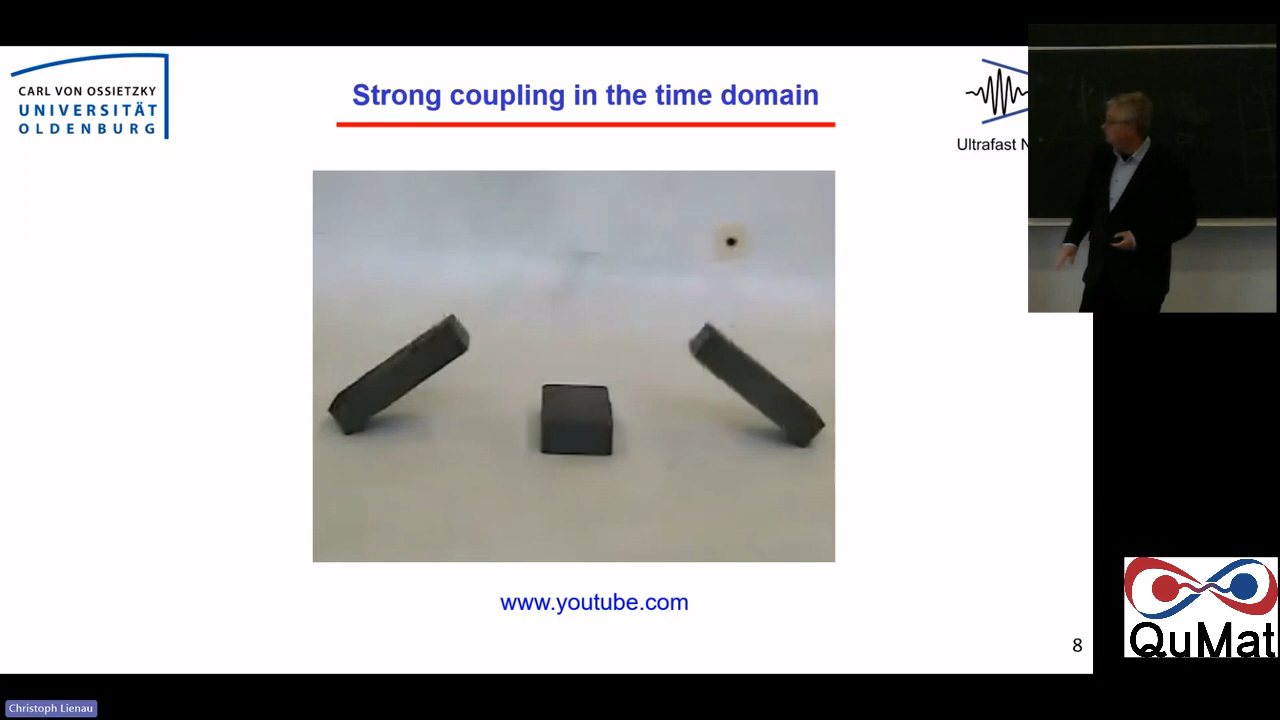 CARL VON OSSIETZKY
UNIVERSITÄT
OLDENBURG
Strong coupling in the time domain
Ultrafast N
www.youtube.com
8
QuMat
Christoph Lienau